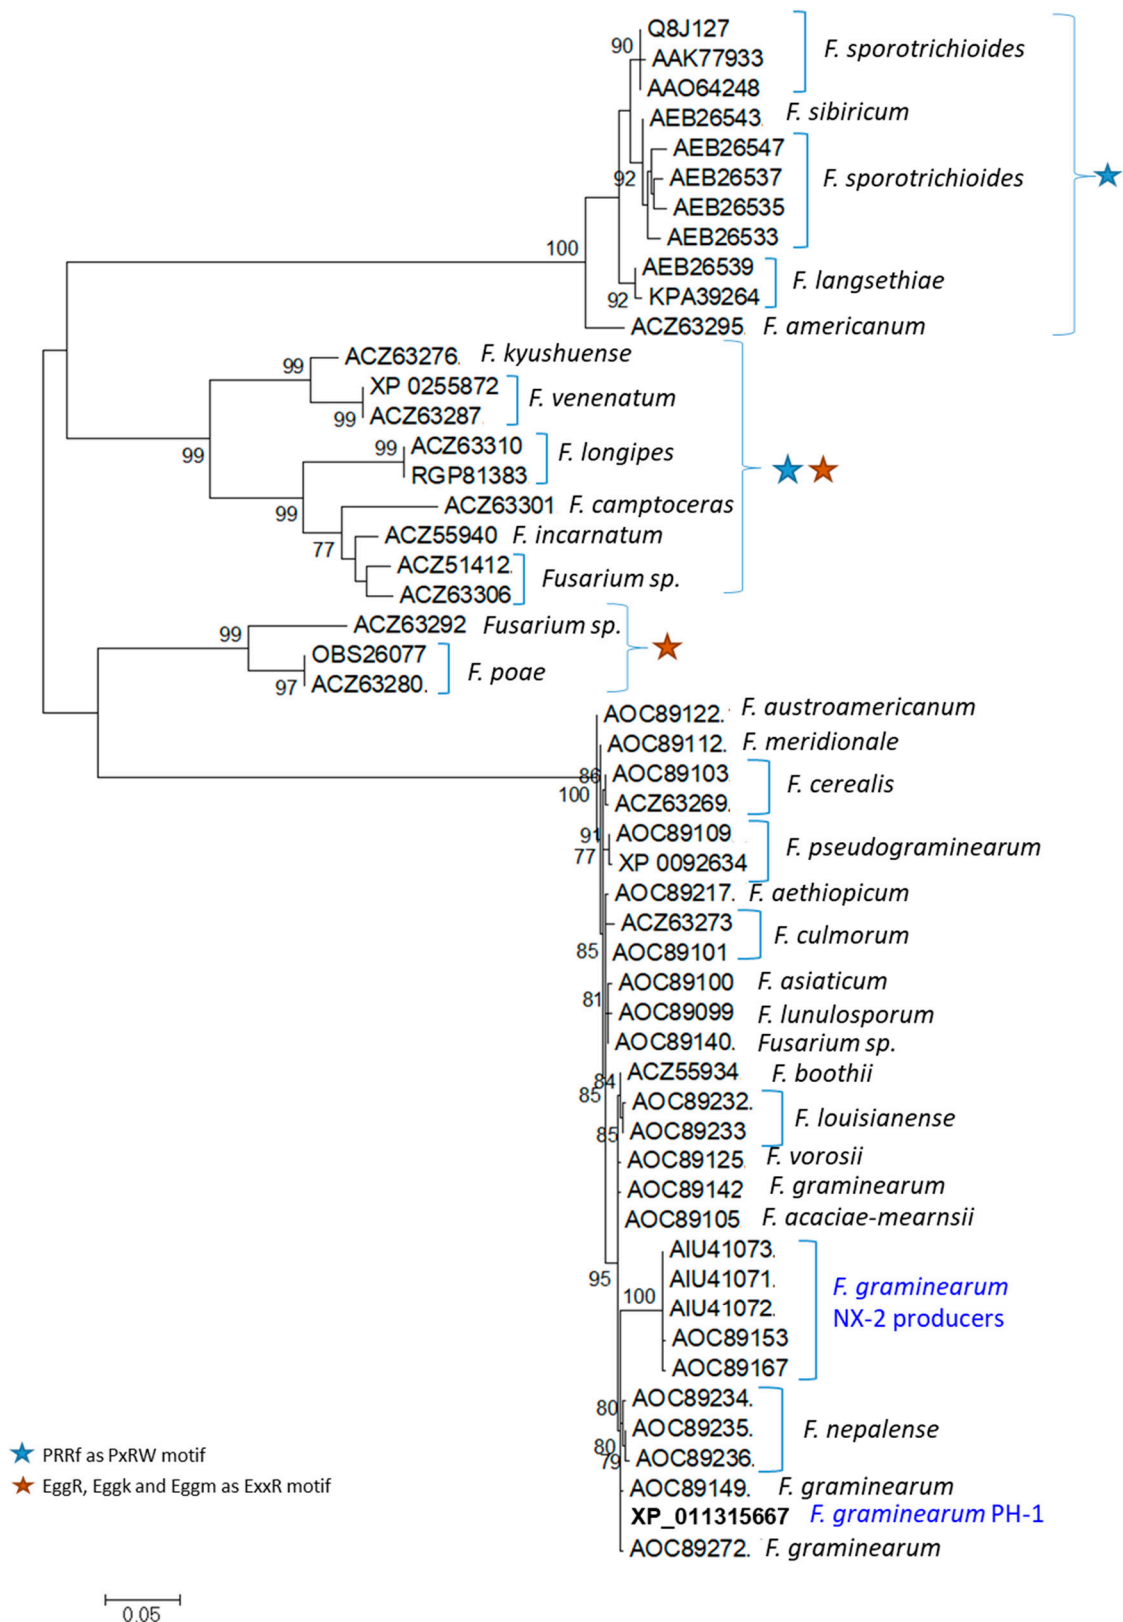 Q8J127
AAK77933
AAO64248
F. sporotrichioides
90
AEB26543. F. sibiricum
AEB26547
AEB26537
AEB26535
AEB26533
F. sporotrichioides
92
100
AEB26539
KPA39264
F. langsethiae
92
ACZ63295. F. americanum
ACZ63276. F. kyushuense
99
XP 0255872
ACZ63287.
F. venenatum
99
99
ACZ63310
RGP81383
F. longipes
99
99
ACZ63301 F. camptoceras
ACZ55940 F. incarnatum
77
ACZ51412.
ACZ63306
Fusarium sp.
ACZ63292 Fusarium sp.
99
OBS26077
ACZ63280.
F. poae
97
AOC89122. F. austroamericanum
AOC89112. F. meridionale
AOC89103
ACZ63269.
F. cerealis
86
100
AOC89109
XP 0092634
F. pseudograminearum
91
77
AOC89217. F. aethiopicum
ACZ63273
AOC89101
F. culmorum
85
AOC89100 F. asiaticum
81
AOC89099 F. lunulosporum
AOC89140. Fusarium sp.
ACZ55934 F. boothii
84
85
AOC89232.
AOC89233
F. louisianense
85
AOC89125. F. vorosii
AOC89142 F. graminearum
AOC89105 F. acaciae-mearnsii
95
AIU41073.
AIU41071.
AIU41072.
AOC89153
AOC89167
100
F. graminearum
NX-2 producers
AOC89234.
AOC89235.
AOC89236.
F. nepalense
80
80
79
AOC89149. F. graminearum
XP_011315667 F. graminearum PH-1
AOC89272. F. graminearum
PRRf as PxRW motif
EggR, Eggk and Eggm as ExxR motif
0.05